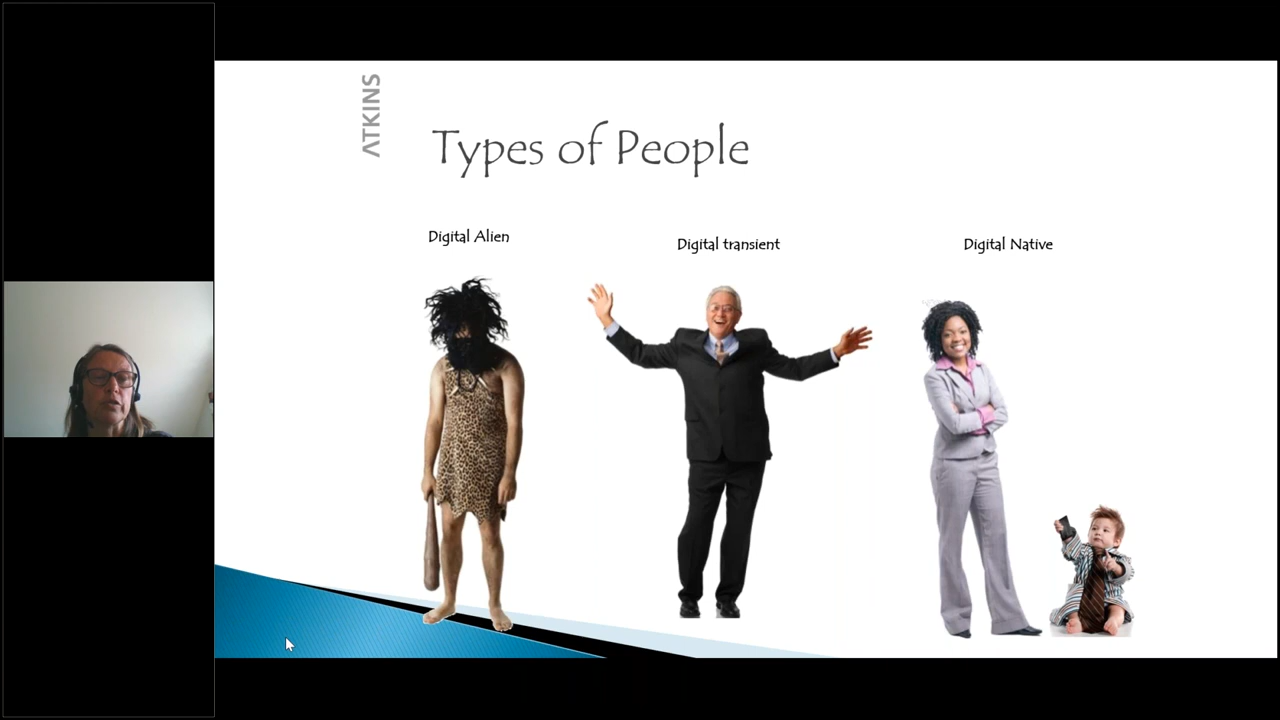 ATKINS
Types of People
Digital Alien
Digital transient
Digital Native